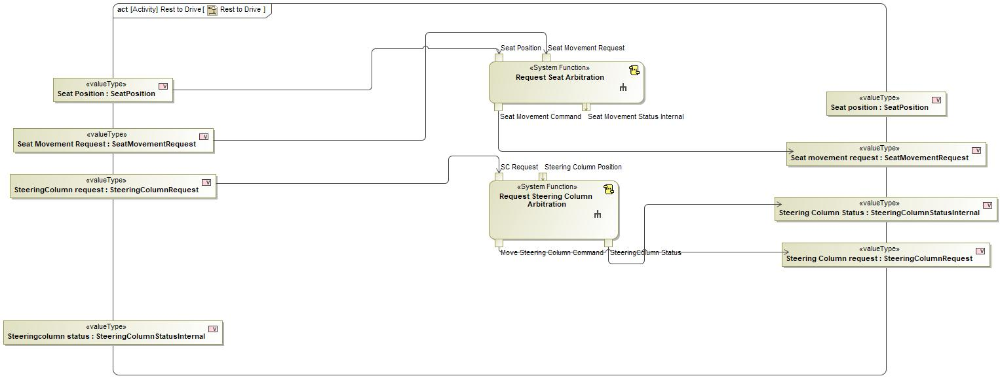 act [Activity] Rest to Drive [ Rest to Drive ]
Seat Position Seat Movement Request
«System Function»
Request Seat Arbitration
«valueType»
Seat Position : SeatPosition
V
«valueType»
Seat position : SeatPosition
V
Seat Movement Command Seat Movement Status Internal
«valueType»
Seat Movement Request : SeatMovementRequest
V
«valueType»
Seat movement request : SeatMovementRequest
V
SC Request Steering Column Position
«valueType»
SteeringColumn request : SteeringColumnRequest
V
«System Function»
Request Steering Column
Arbitration
«valueType»
Steering Column Status : SteeringColumnStatusInternal
V
Move Steering Column Command SteeringColumn Status
«valueType»
Steering Column request : SteeringColumnRequest
V
«valueType»
Steeringcolumn status : SteeringColumnStatusInternal
V